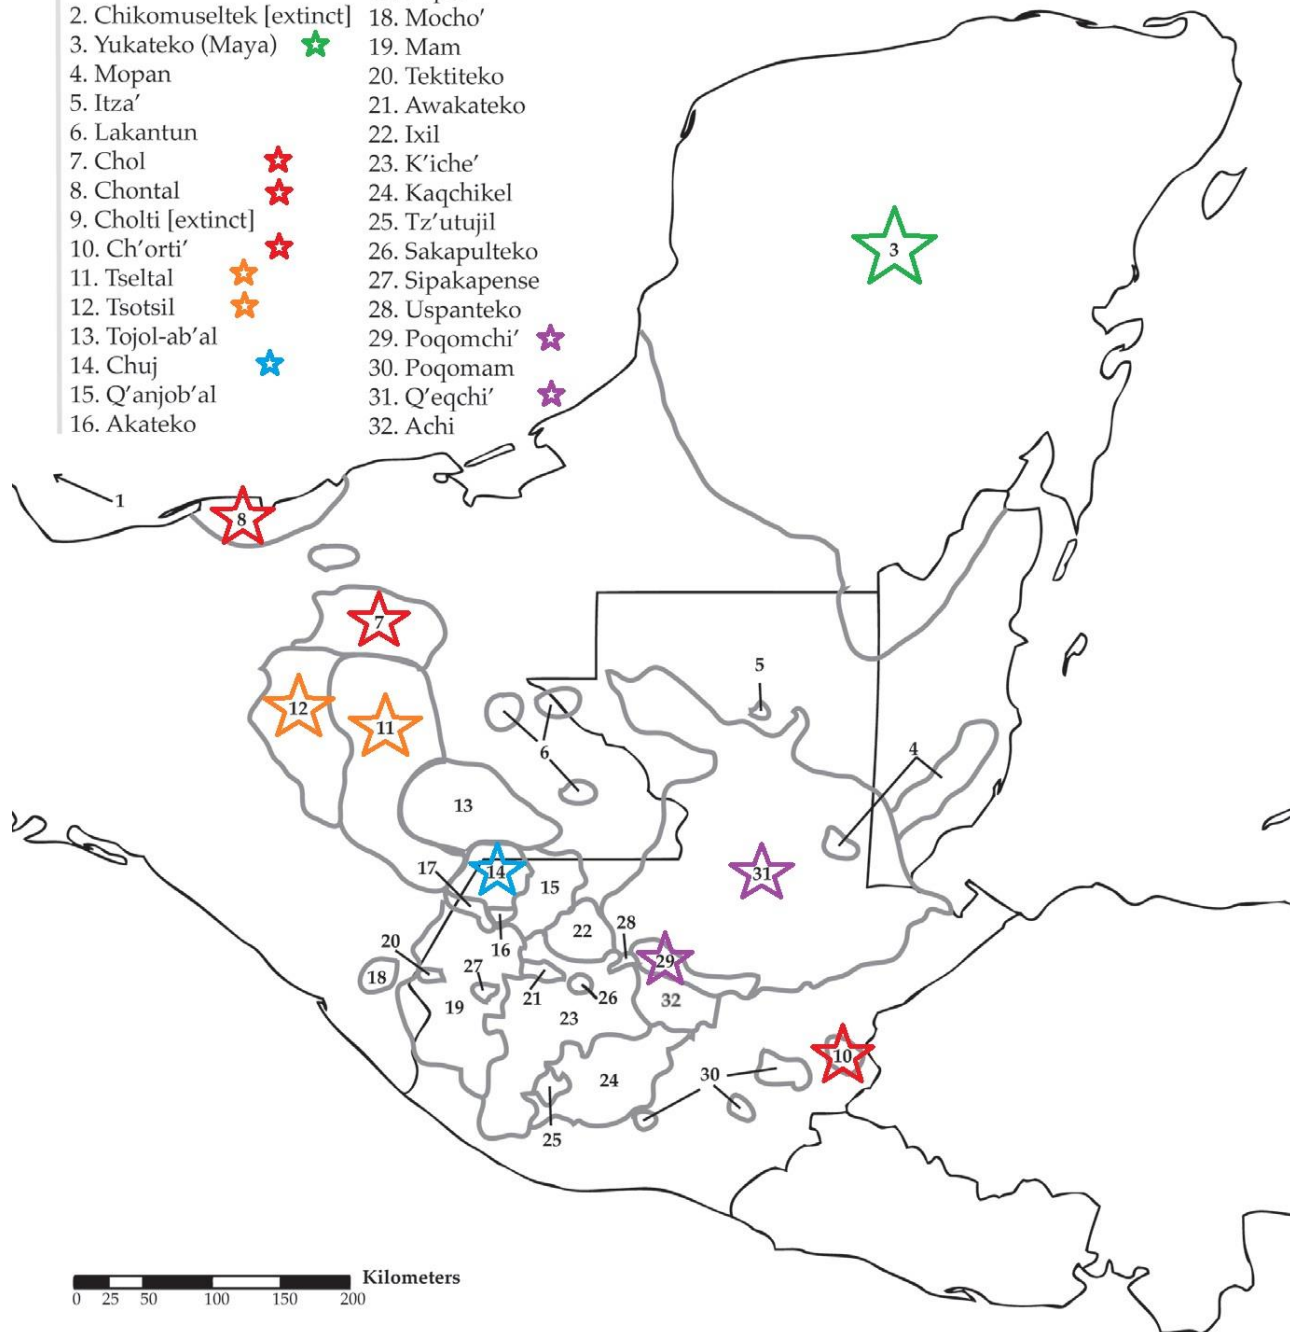 2. Chikomuseltek [extinct]
3. Yukateko (Maya)
4. Mopan
5. Itza’
6. Lakantun
7. Chol
8. Chontal
9. Cholti [extinct]
10. Ch’orti’
11. Tseltal
12. Tsotsil
13. Tojol-ab’al
14. Chuj
15. Q’anjob’al
16. Akateko
18. Mocho’
19. Mam
20. Tektiteko
21. Awakateko
22. Ixil
23. K’iche’
24. Kaqchikel
25. Tz’utujil
26. Sakapulteko
27. Sipakapense
28. Uspanteko
29. Poqomchi’
30. Poqomam
31. Q’eqchi’
32. Achi
3
1
8
7
5
12
11
6
4
13
17
14
15
31
16
22
28
20
18
27
29
19
21
26
32
23
10
24
30
25
Kilometers
0 25 50 100 150 200